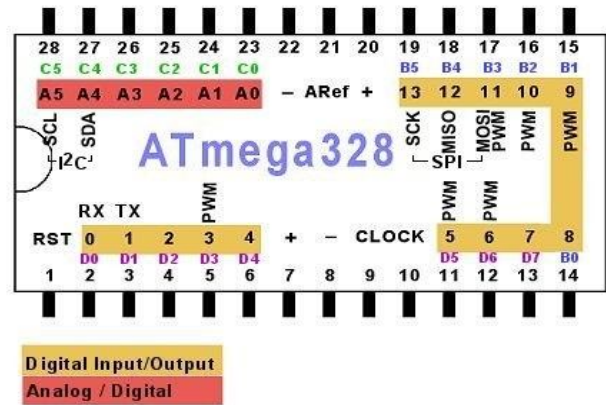 28 27 26 25 24 23 22 21 20 19 18 17 16 15
C5 C4 C3 C2 C1 C0 B5 B4 B3 B2 B1
A5 A4 A3 A2 A1 A0 − ARef + 13 12 11 10 9
SCL SDA SCK MISO MOSI PWM PWM PWM
I²C SPI
ATmega328
RX TX PWM PWM PWM
RST 0 1 2 3 4 + − CLOCK 5 6 7 8
D0 D1 D2 D3 D4 D5 D6 D7 B0
1 2 3 4 5 6 7 8 9 10 11 12 13 14
Digital Input/Output
Analog / Digital